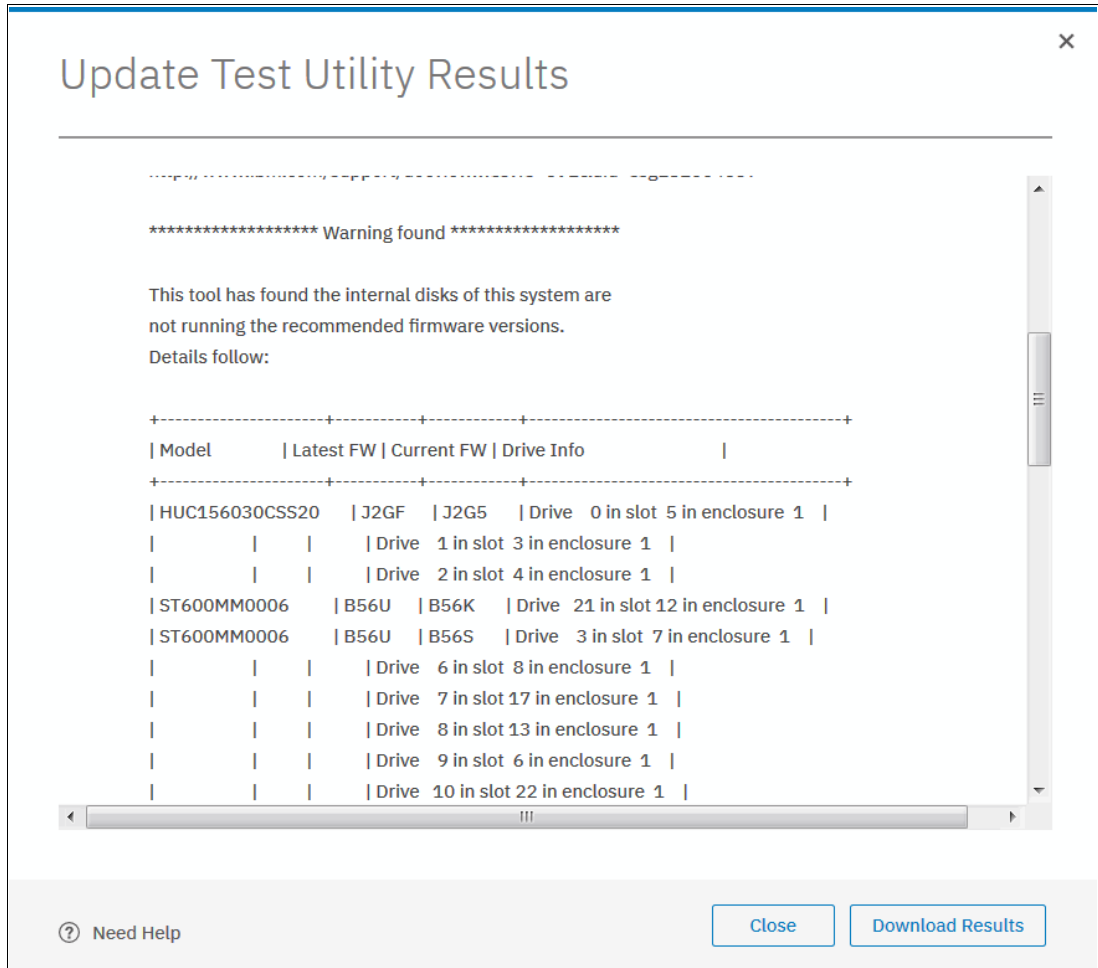 Update Test Utility Results
******************* Warning found *******************
This tool has found the internal disks of this system are
not running the recommended firmware versions.
Details follow:
+----------------------+-----------+------------+------------------------------------------+
| Model | Latest FW | Current FW | Drive Info |
+----------------------+-----------+------------+------------------------------------------+
| HUC156030CSS20 | J2GF | J2G5 | Drive 0 in slot 5 in enclosure 1 |
| | | | Drive 1 in slot 3 in enclosure 1 |
| | | | Drive 2 in slot 4 in enclosure 1 |
| ST600MM0006 | B56U | B56K | Drive 21 in slot 12 in enclosure 1 |
| ST600MM0006 | B56U | B56S | Drive 3 in slot 7 in enclosure 1 |
| | | | Drive 6 in slot 8 in enclosure 1 |
| | | | Drive 7 in slot 17 in enclosure 1 |
| | | | Drive 8 in slot 13 in enclosure 1 |
| | | | Drive 9 in slot 6 in enclosure 1 |
| | | | Drive 10 in slot 22 in enclosure 1 |
? Need Help
Close
Download Results